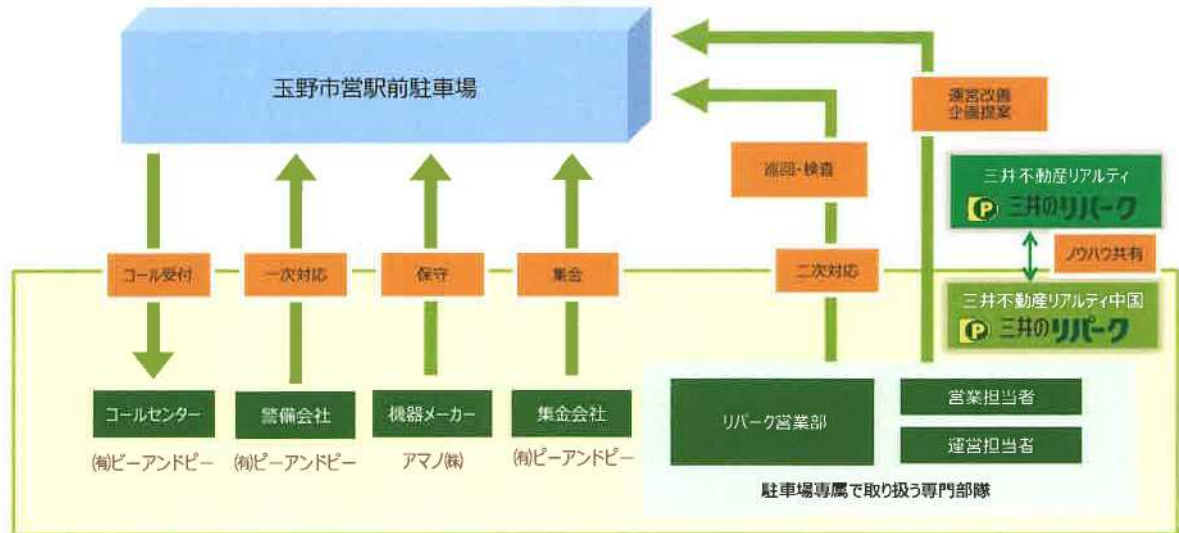 玉野市営駅前駐車場
運営改善
企画提案
巡回・検査
三井不動産リアルティ
P 三井のリパーク
コール受付
一次対応
保守
集金
二次対応
ノウハウ共有
三井不動産リアルティ中国
P 三井のリパーク
コールセンター
警備会社
機器メーカー
集金会社
リパーク営業部
営業担当者
運営担当者
㈲ビーアンドピー
㈲ビーアンドピー
アマノ㈱
㈲ビーアンドピー
駐車場専属で取り扱う専門部隊